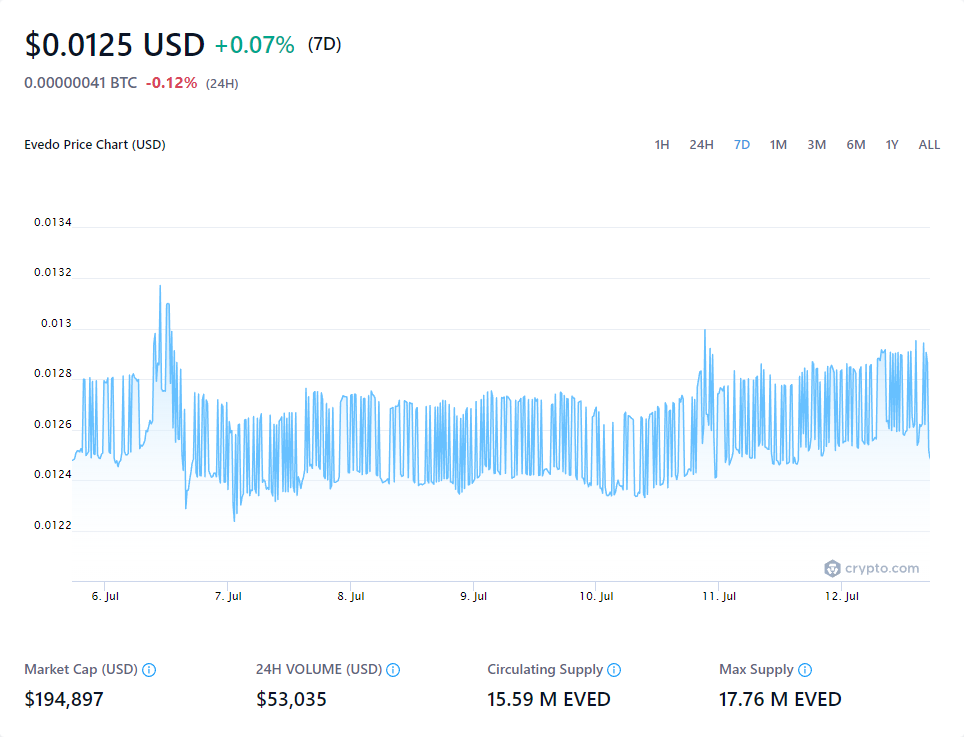 $0.0125 USD +0.07% (7D)
0.00000041 BTC -0.12% (24H)
Evedo Price Chart (USD) 1H 24H 7D 1M 3M 6M 1Y ALL
0.0134
0.0132
0.013
0.0128
0.0126
0.0124
0.0122
crypto.com
6. Jul 7. Jul 8. Jul 9. Jul 10. Jul 11. Jul 12. Jul
Market Cap (USD) 24H VOLUME (USD) Circulating Supply Max Supply
$194,897 $53,035 15.59 M EVED 17.76 M EVED